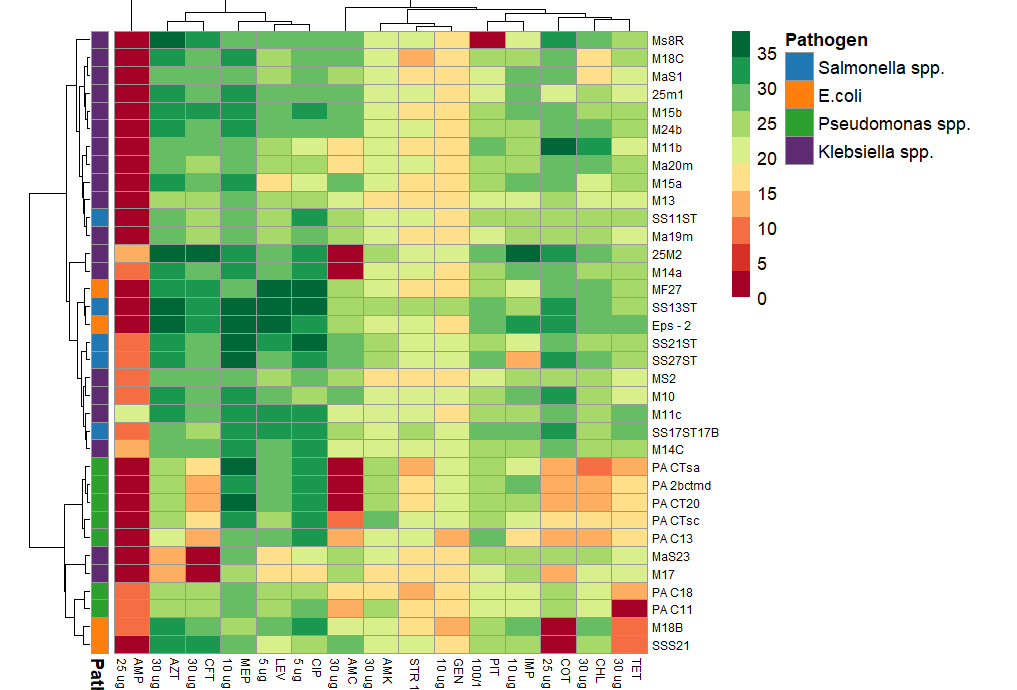 Ms8R
M18C
MaS1
25m1
M15b
M24b
M11b
Ma20m
M15a
M13
SS11ST
Ma19m
25M2
M14a
MF27
SS13ST
Eps - 2
SS21ST
SS27ST
MS2
M10
M11c
SS17ST17B
M14C
PA CTsa
PA 2bctmd
PA CT20
PA CTsc
PA C13
MaS23
M17
PA C18
PA C11
M18B
SSS21
35
30
25
20
15
10
5
0
Pathogen
Salmonella spp.
E.coli
Pseudomonas spp.
Klebsiella spp.
AMP
25 ug
AZT
30 ug
CFT
30 ug
MEP
10 ug
LEV
5 ug
CIP
5 ug
AMC
30 ug
AMK
30 ug
STR 1
GEN
10 ug
PIT
100/1
IMP
10 ug
COT
25 ug
CHL
30 ug
TET
30 ug